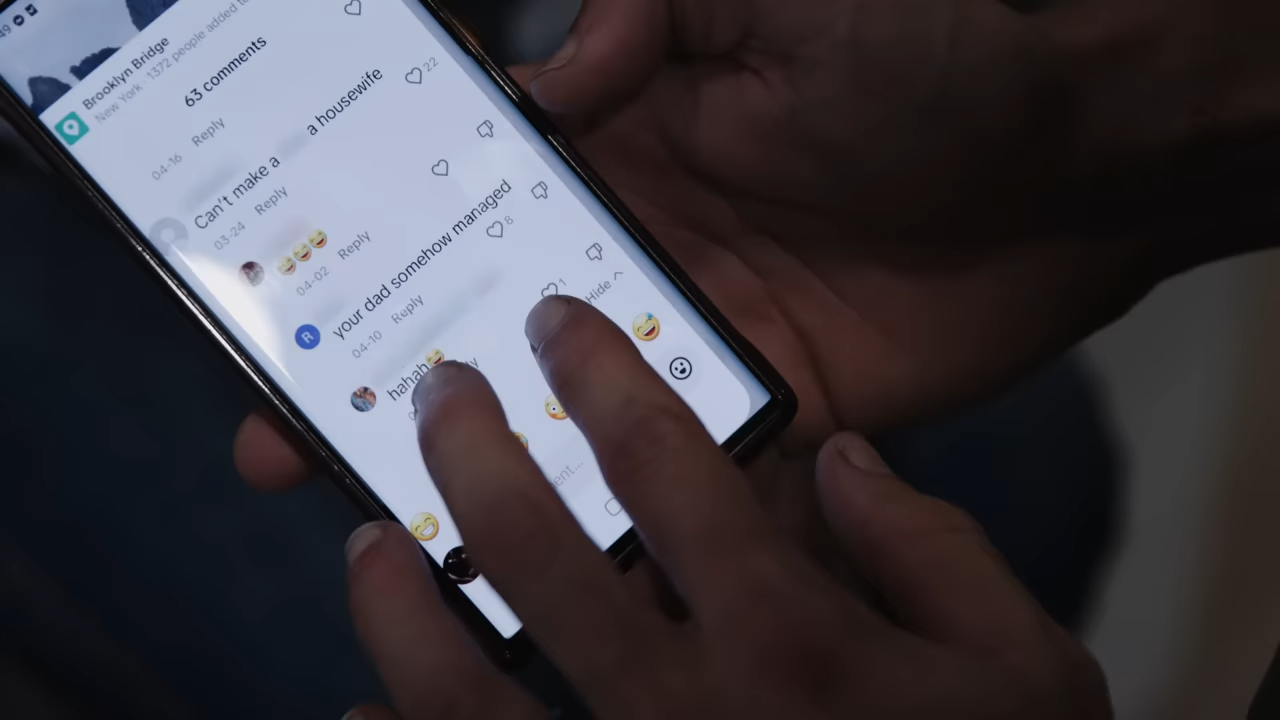 Brooklyn Bridge
New York · 1372 people added
63 comments
04-16 Reply
Can't make a a housewife
22
03-24 Reply
04-02 Reply
R
your dad somehow managed
8
04-10 Reply
hahah
1
Hide